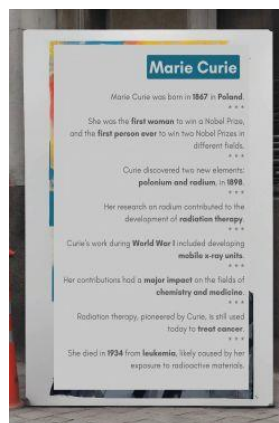 Marie Curie
Marie Curie was born in 1867 in Poland.
***
She was the first woman to win a Nobel Prize,
and the first person ever to win two Nobel Prizes in
different fields.
***
Curie discovered two new elements:
polonium and radium, in 1898.
***
Her research on radium contributed to the
development of radiation therapy.
***
Curie's work during World War I included developing
mobile x-ray units.
***
Her contributions had a major impact on the fields of
chemistry and medicine.
***
Radiation therapy, pioneered by Curie, is still used
today to treat cancer.
***
She died in 1934 from leukemia, likely caused by her
exposure to radioactive materials.